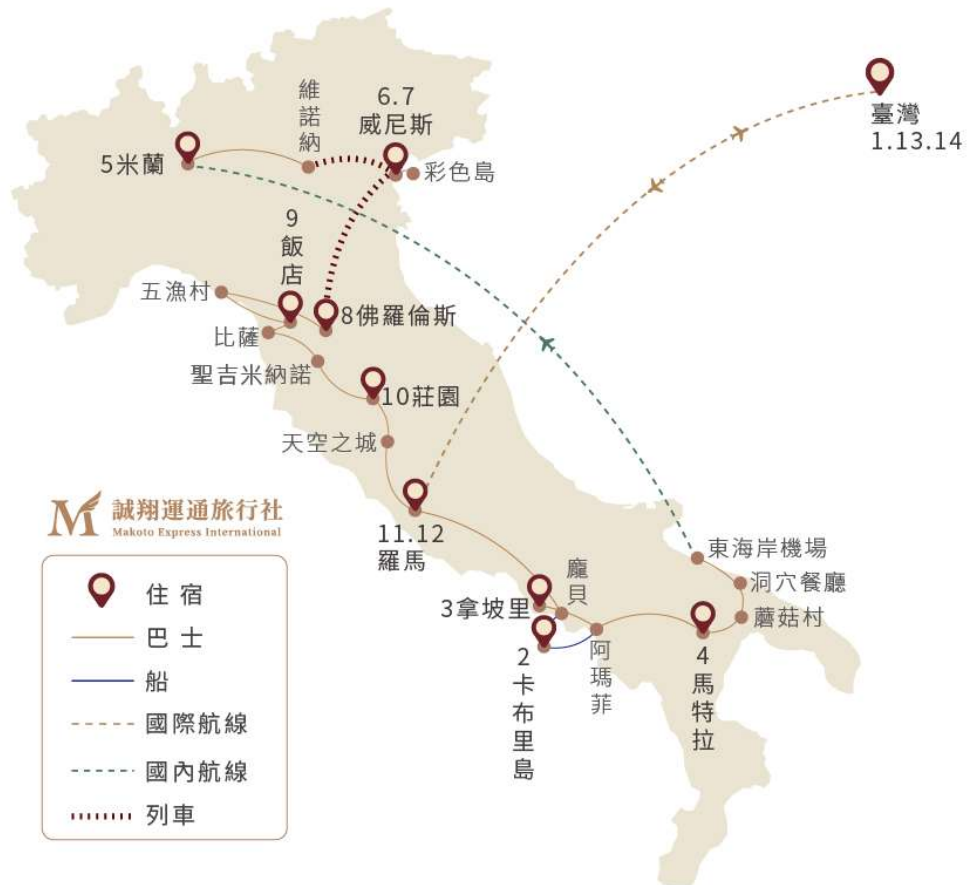 臺灣
1.13.14
維諾納
6.7
威尼斯
5米蘭
彩色島
9
飯店
五漁村
8佛羅倫斯
比薩
聖吉米納諾
10莊園
天空之城
11.12
羅馬
東海岸機場
洞穴餐廳
蘑菇村
龐貝
3拿坡里
阿瑪菲
2
卡布里島
4
馬特拉
M 誠翔運通旅行社
Makoto Express International
住宿
巴士
船
國際航線
國內航線
列車